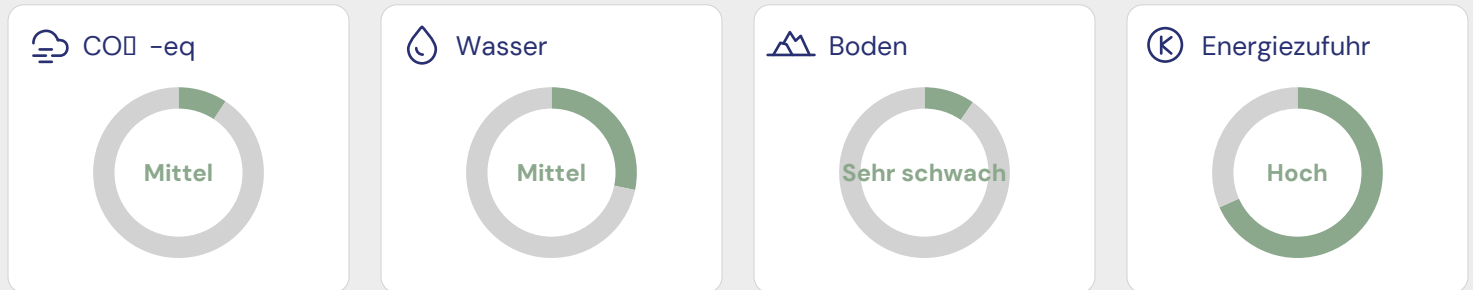 CO▯ -eq
Mittel
Wasser
Mittel
Boden
Sehr schwach
Energiezufuhr
Hoch